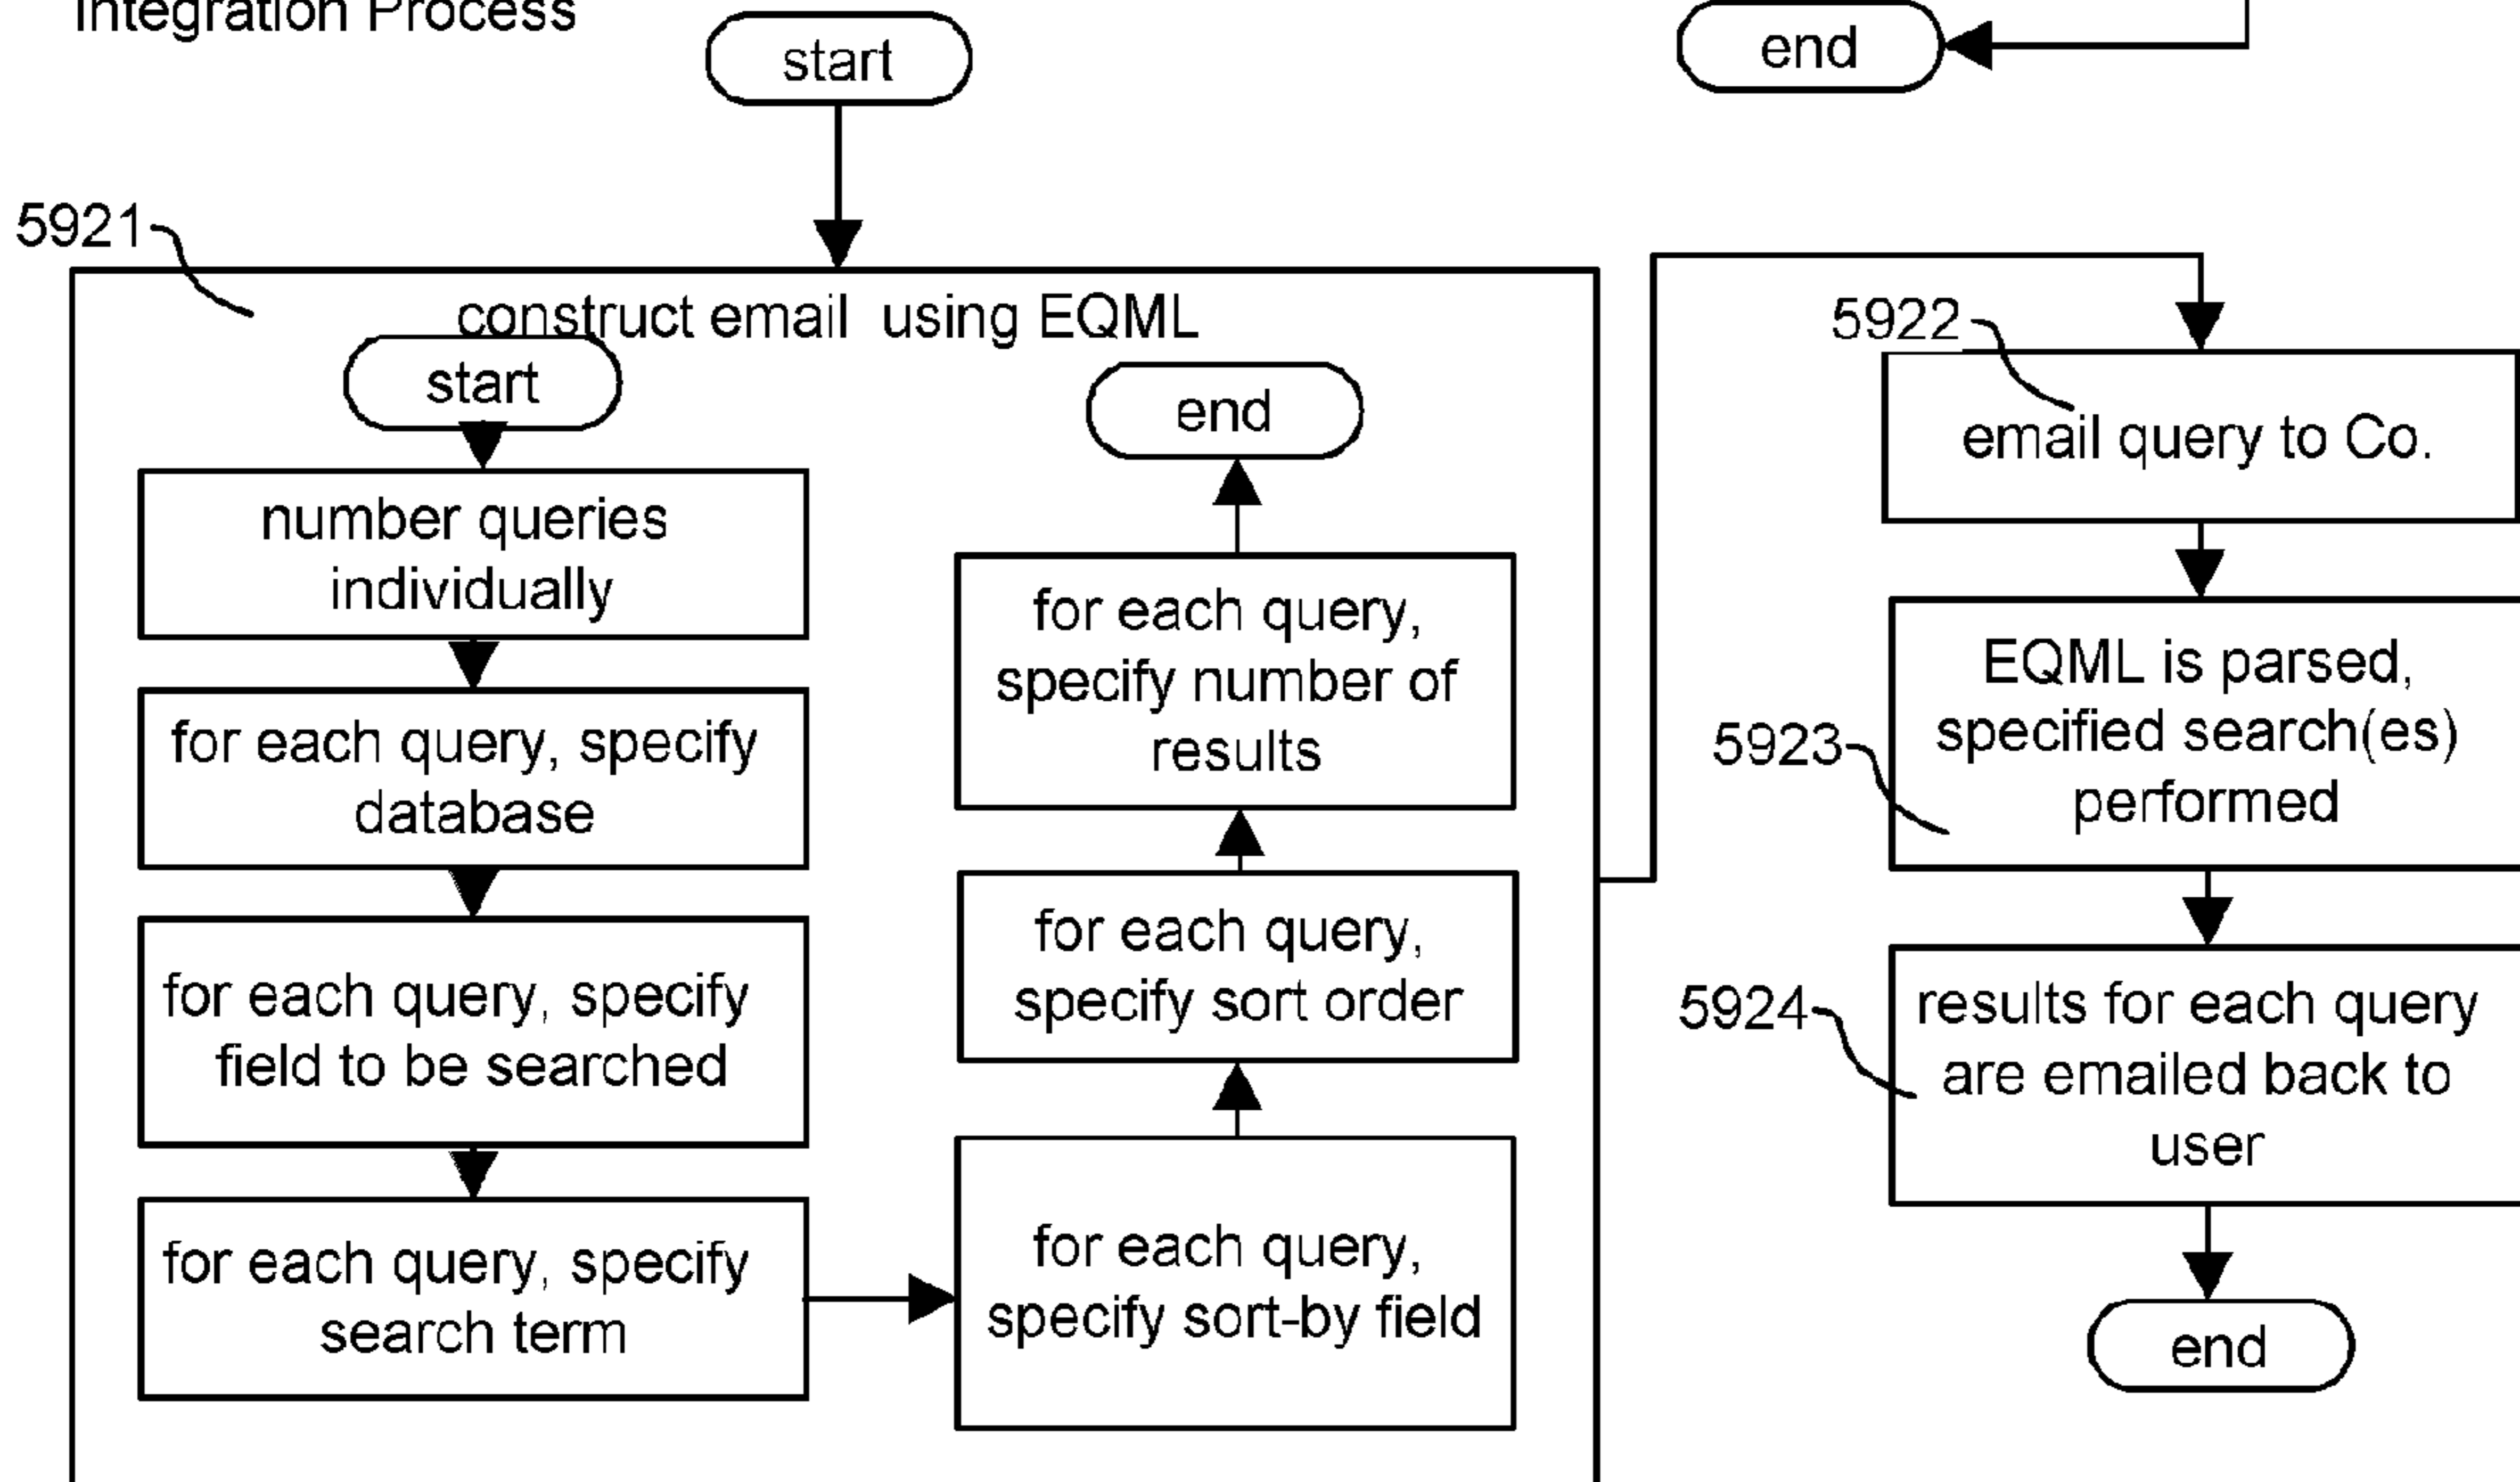 Integration Process
start
end
5921
construct email using EQML
start
number queries
individually
for each query, specify
database
for each query, specify
field to be searched
for each query, specify
search term
for each query,
specify sort-by field
for each query,
specify sort order
for each query,
specify number of
results
end
5922
email query to Co.
5923
EQML is parsed,
specified search(es)
performed
5924
results for each query
are emailed back to
user
end